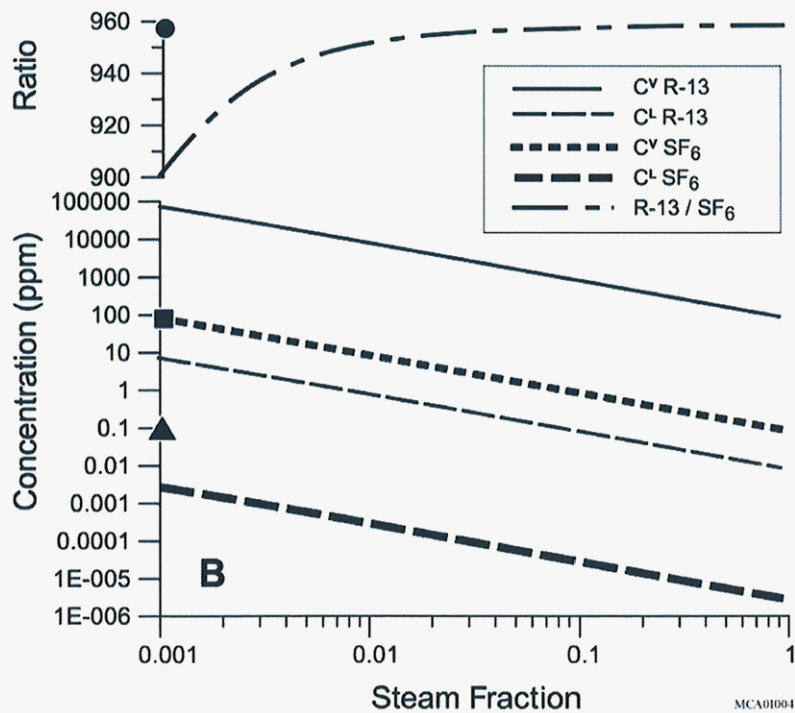 960
940
920
900
Ratio
Cᵛ R-13
Cᴸ R-13
Cᵛ SF₆
Cᴸ SF₆
R-13 / SF₆
100000
10000
1000
100
10
1
0.1
0.01
0.001
0.0001
1E-005
1E-006
Concentration (ppm)
B
0.001 0.01 0.1 1
Steam Fraction
MCA01004